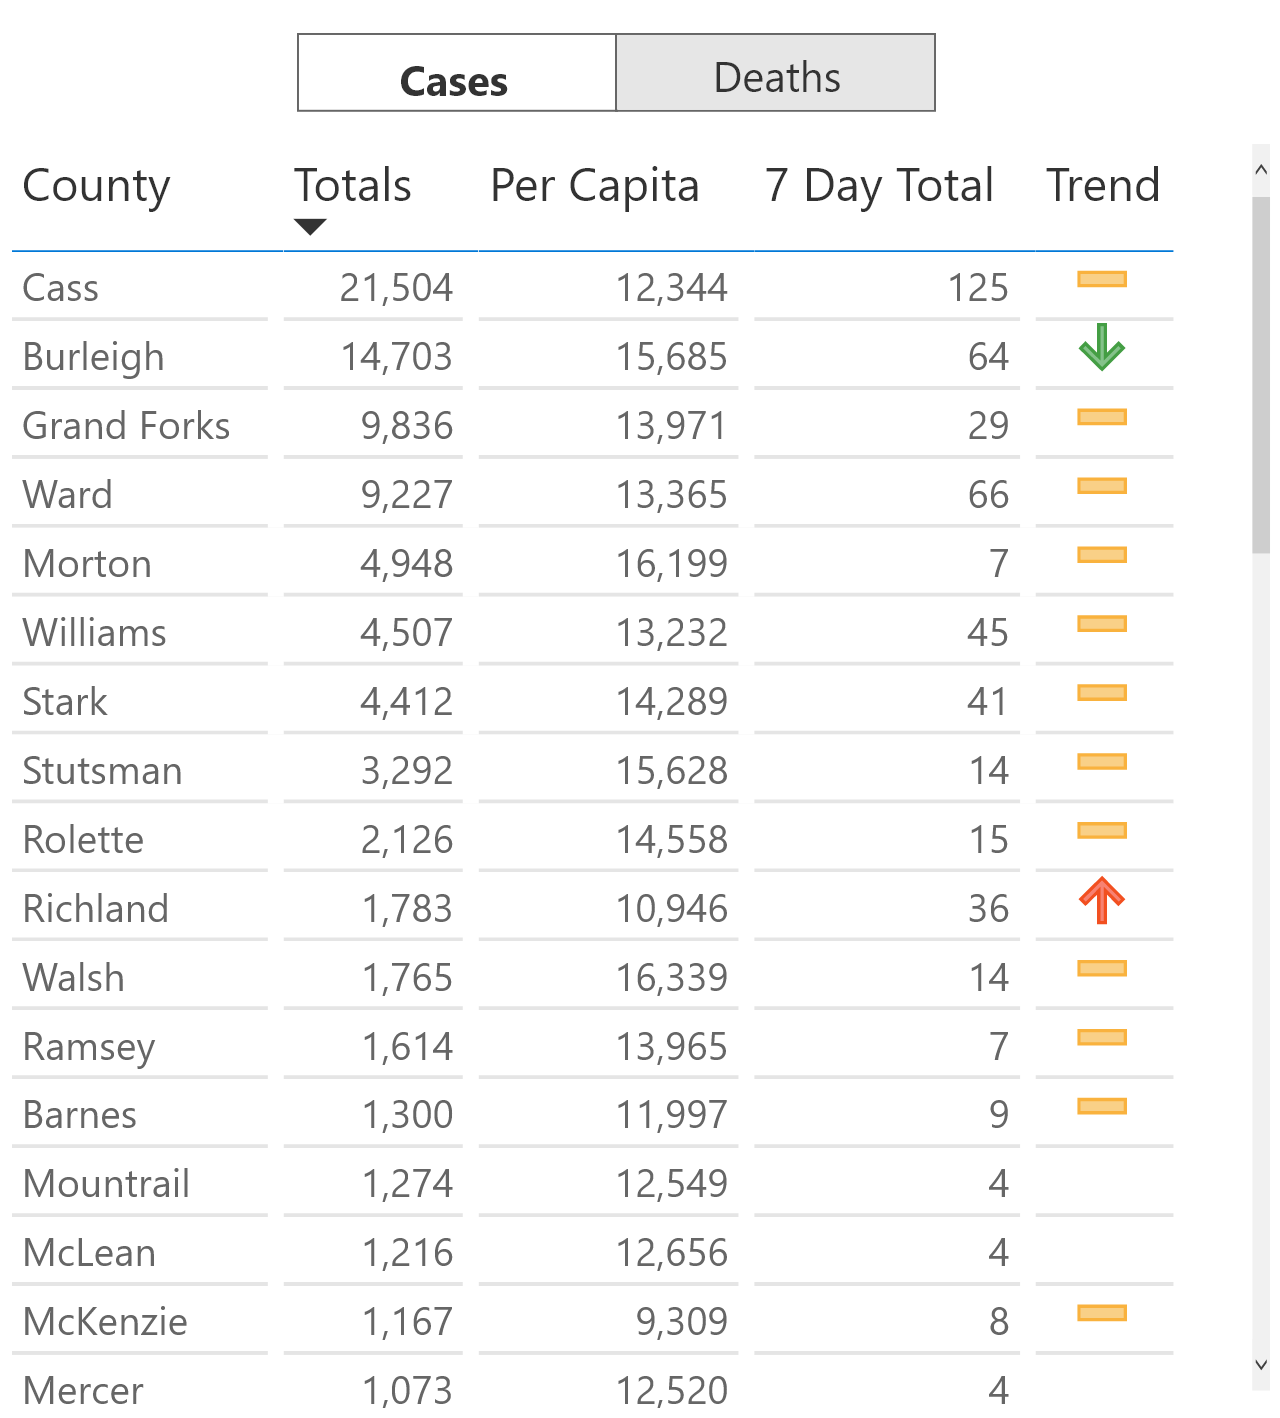 Cases Deaths
County Totals Per Capita 7 Day Total Trend
Cass 21,504 12,344 125
Burleigh 14,703 15,685 64
Grand Forks 9,836 13,971 29
Ward 9,227 13,365 66
Morton 4,948 16,199 7
Williams 4,507 13,232 45
Stark 4,412 14,289 41
Stutsman 3,292 15,628 14
Rolette 2,126 14,558 15
Richland 1,783 10,946 36
Walsh 1,765 16,339 14
Ramsey 1,614 13,965 7
Barnes 1,300 11,997 9
Mountrail 1,274 12,549 4
McLean 1,216 12,656 4
McKenzie 1,167 9,309 8
Mercer 1,073 12,520 4